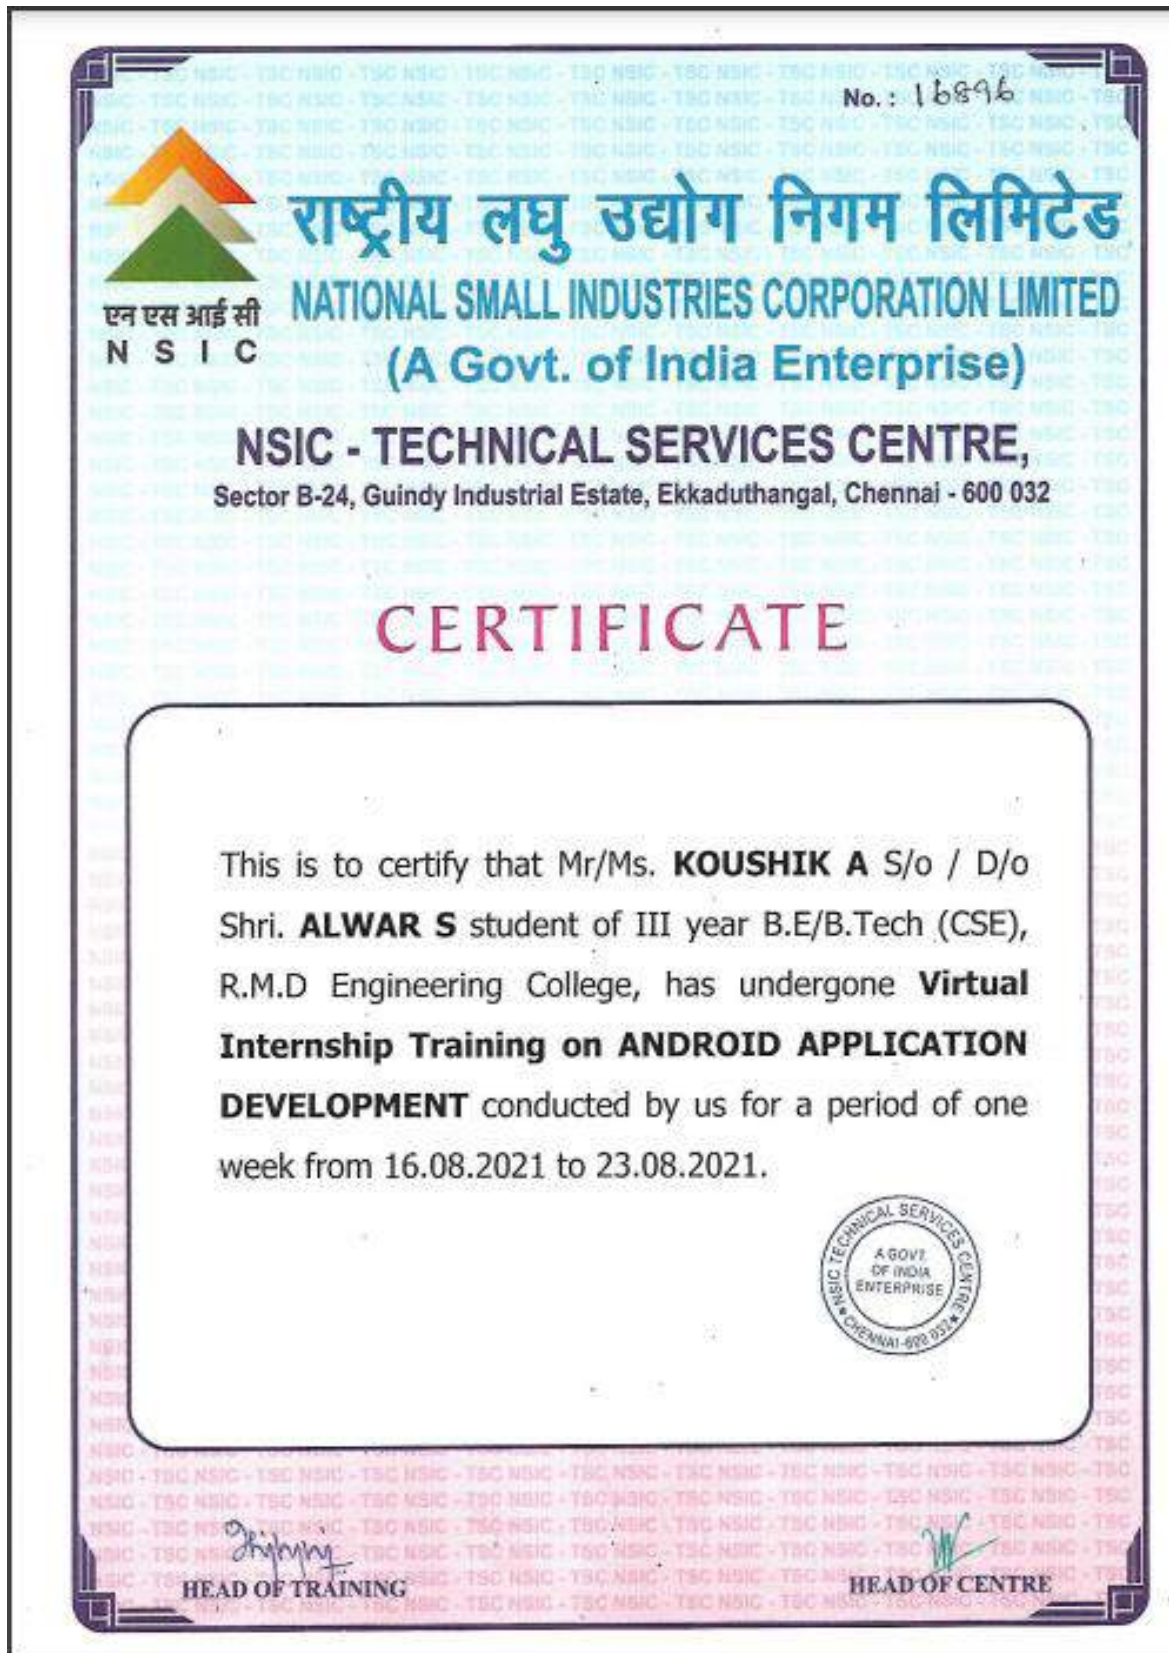 No.: 16896
राष्ट्रीय लघु उद्योग निगम लिमिटेड
एन एस आई सी
NSIC
NATIONAL SMALL INDUSTRIES CORPORATION LIMITED
(A Govt. of India Enterprise)
NSIC - TECHNICAL SERVICES CENTRE,
Sector B-24, Guindy Industrial Estate, Ekkaduthangal, Chennai - 600 032
CERTIFICATE
This is to certify that Mr/Ms. KOUSHIK A S/o / D/o
Shri. ALWAR S student of III year B.E/B.Tech (CSE),
R.M.D Engineering College, has undergone Virtual
Internship Training on ANDROID APPLICATION
DEVELOPMENT conducted by us for a period of one
week from 16.08.2021 to 23.08.2021.
NSIC TECHNICAL SERVICES CENTRE
A GOVT.
OF INDIA
ENTERPRISE
★ CHENNAI-600 032 ★
HEAD OF TRAINING
HEAD OF CENTRE